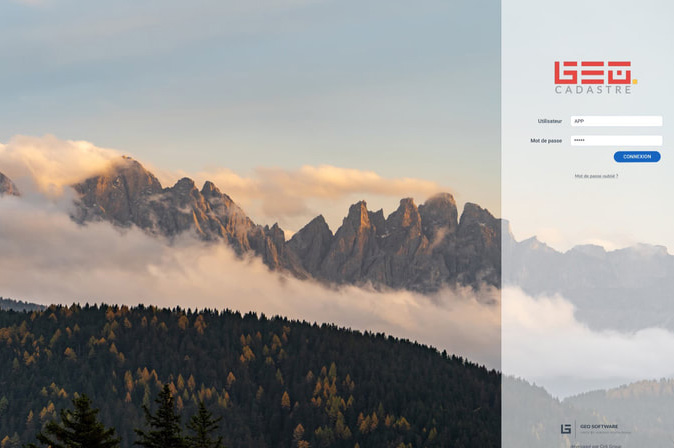 GEO
CADASTRE
Utilisateur
APP
Mot de passe
•••••
CONNEXION
Mot de passe oublié ?
GEO SOFTWARE